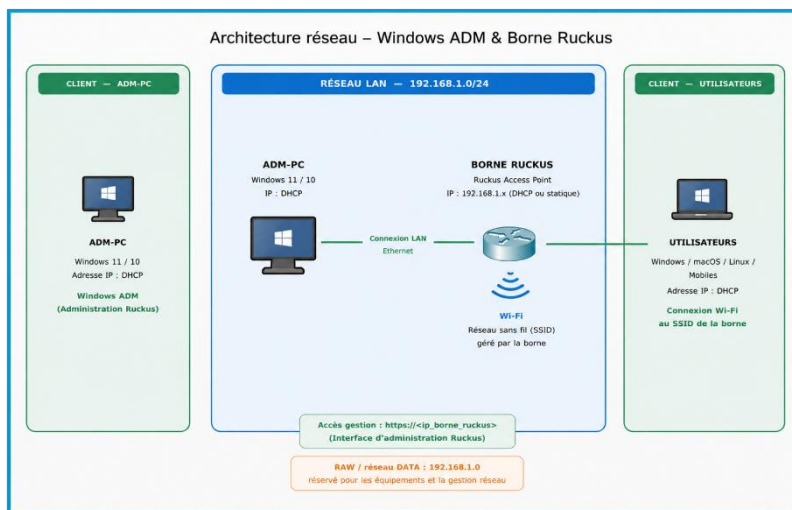 Architecture réseau – Windows ADM & Borne Ruckus
CLIENT — ADM-PC
ADM-PC
Windows 11 / 10
Adresse IP : DHCP
Windows ADM
(Administration Ruckus)
RÉSEAU LAN — 192.168.1.0/24
ADM-PC
Windows 11 / 10
IP : DHCP
Connexion LAN
Ethernet
BORNE RUCKUS
Ruckus Access Point
IP : 192.168.1.x (DHCP ou statique)
Wi-Fi
Réseau sans fil (SSID)
géré par la borne
CLIENT — UTILISATEURS
UTILISATEURS
Windows / macOS / Linux /
Mobiles
Adresse IP : DHCP
Connexion Wi-Fi
au SSID de la borne
Accès gestion : https://<ip_borne_ruckus>
(Interface d'administration Ruckus)
RAW / réseau DATA : 192.168.1.0
réservé pour les équipements et la gestion réseau